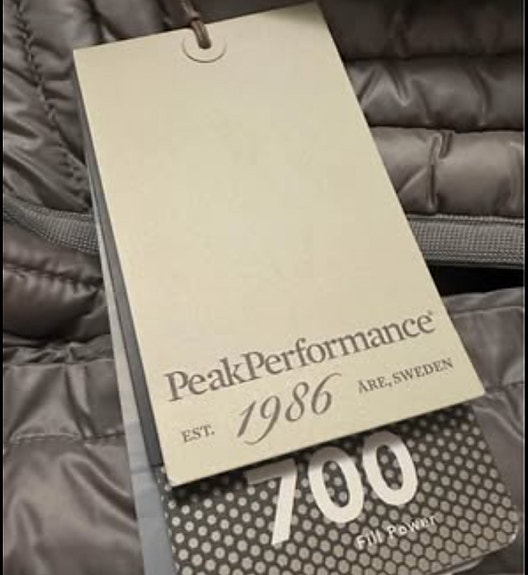 PeakPerformance®
EST. 1986 ÅRE, SWEDEN
700
Fill Power